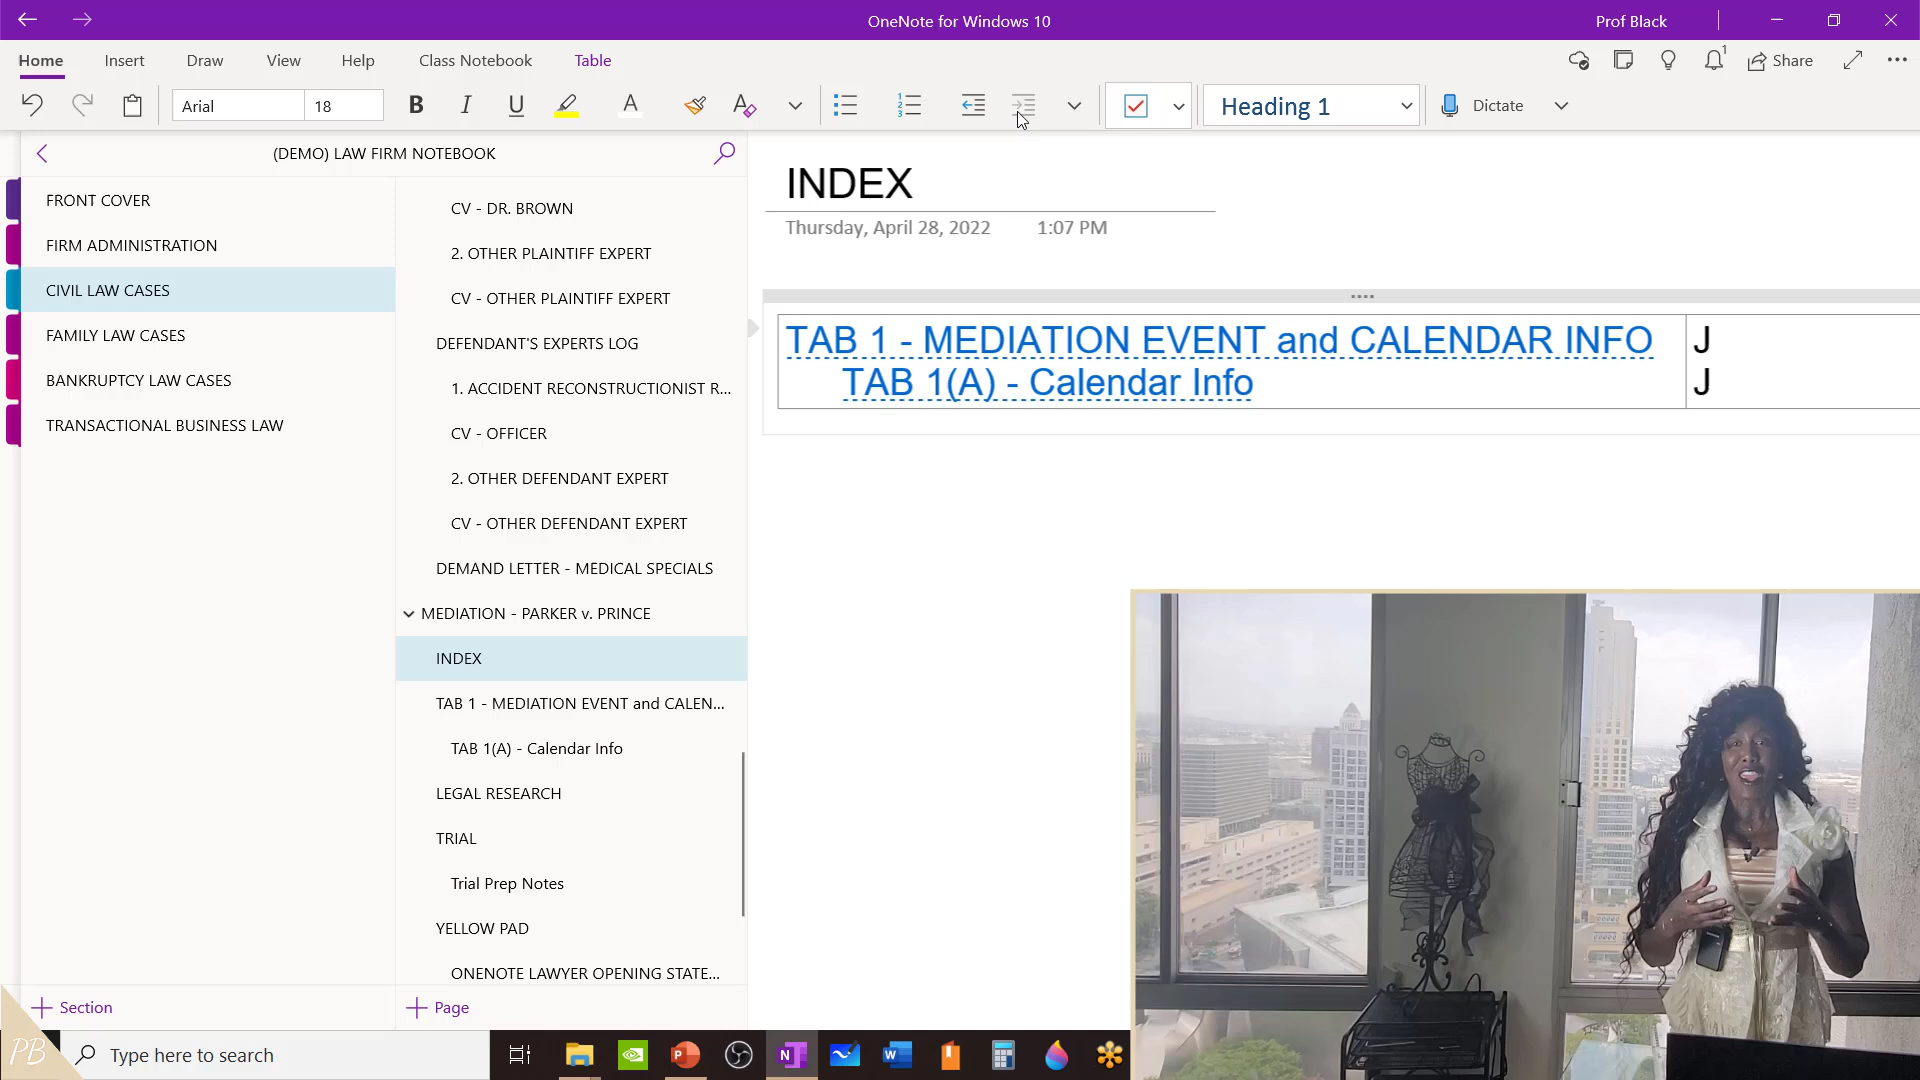 OneNote for Windows 10
Prof Black
Home
Insert
Draw
View
Help
Class Notebook
Table
1
Share
Arial
18
B
I
U
A
A
1
2
3
Heading 1
Dictate
(DEMO) LAW FIRM NOTEBOOK
FRONT COVER
FIRM ADMINISTRATION
CIVIL LAW CASES
FAMILY LAW CASES
BANKRUPTCY LAW CASES
TRANSACTIONAL BUSINESS LAW
CV - DR. BROWN
2. OTHER PLAINTIFF EXPERT
CV - OTHER PLAINTIFF EXPERT
DEFENDANT'S EXPERTS LOG
1. ACCIDENT RECONSTRUCTIONIST R...
CV - OFFICER
2. OTHER DEFENDANT EXPERT
CV - OTHER DEFENDANT EXPERT
DEMAND LETTER - MEDICAL SPECIALS
MEDIATION - PARKER v. PRINCE
INDEX
TAB 1 - MEDIATION EVENT and CALEN...
TAB 1(A) - Calendar Info
LEGAL RESEARCH
TRIAL
Trial Prep Notes
YELLOW PAD
ONENOTE LAWYER OPENING STATE...
INDEX
Thursday, April 28, 2022 1:07 PM
TAB 1 - MEDIATION EVENT and CALENDAR INFO J
TAB 1(A) - Calendar Info J
Section
Page
PB
Type here to search
P
N
W